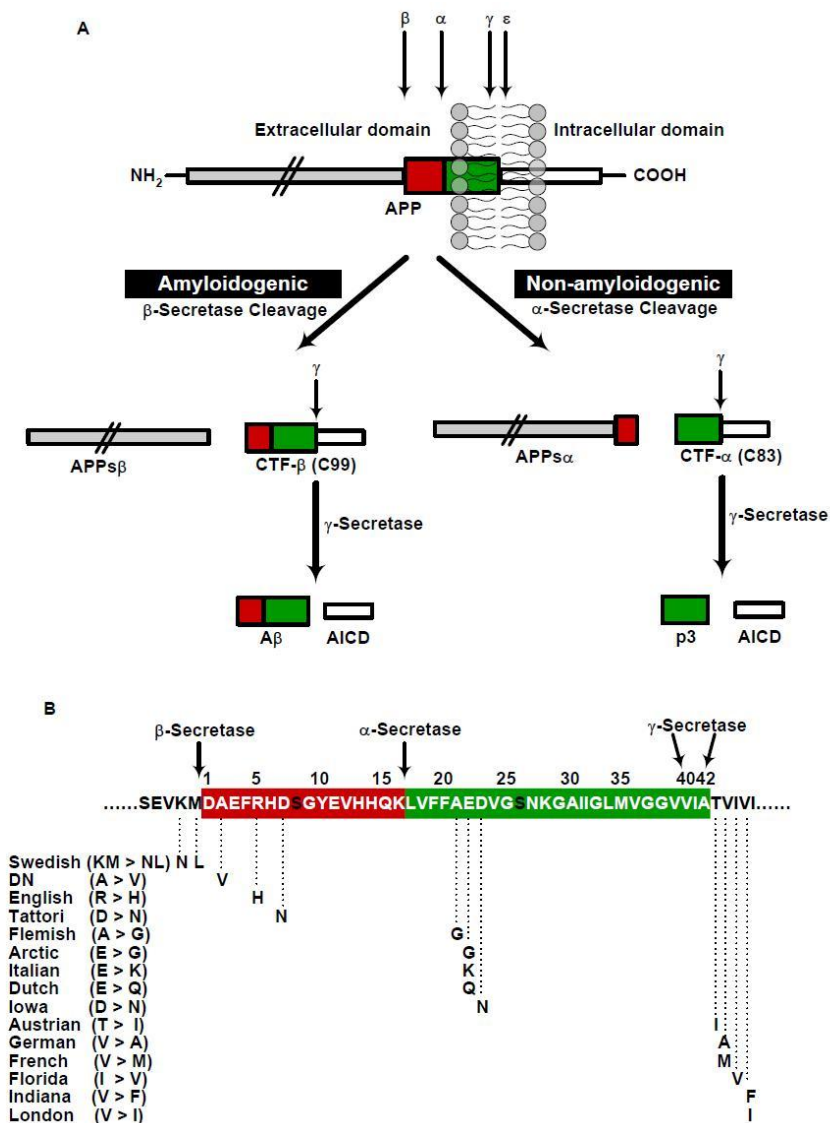 A
β α γ ε
Extracellular domain Intracellular domain
NH2 COOH
APP
Amyloidogenic Non-amyloidogenic
β-Secretase Cleavage α-Secretase Cleavage
γ γ
APPsβ CTF-β (C99) APPsα CTF-α (C83)
γ-Secretase γ-Secretase
Aβ AICD p3 AICD
B
β-Secretase α-Secretase γ-Secretase
1 5 10 15 20 25 30 35 4042
......SEVKMDAEFRHDSGYEVHHQKLVFFAEDVGSNKGAIIGLMVGGVVIATVIVI......
Swedish (KM > NL) N L
DN (A > V) V
English (R > H) H
Tattori (D > N) N
Flemish (A > G) G
Arctic (E > G) G
Italian (E > K) K
Dutch (E > Q) Q
Iowa (D > N) N
Austrian (T > I) I
German (V > A) A
French (V > M) M
Florida (I > V) V
Indiana (V > F) F
London (V > I) I